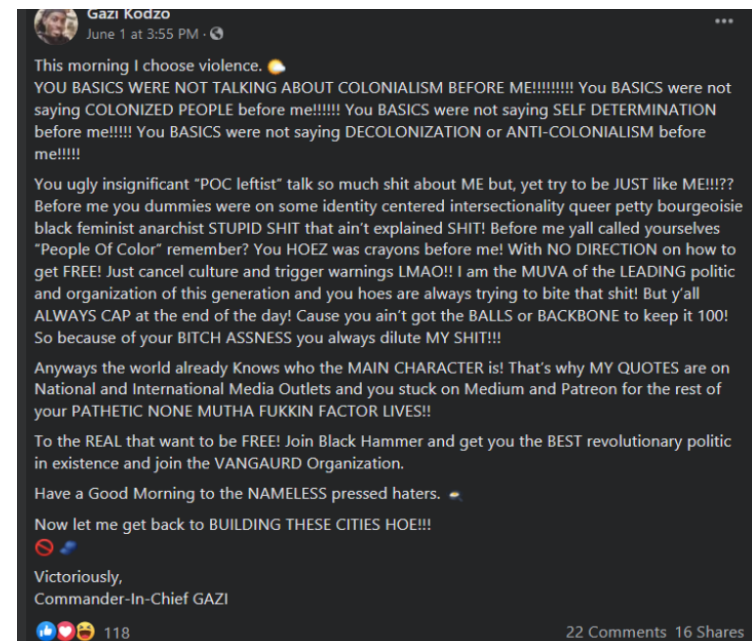 Gazi Kodzo
June 1 at 3:55 PM ·
This morning I choose violence.
YOU BASICS WERE NOT TALKING ABOUT COLONIALISM BEFORE ME!!!!!!!!! You BASICS were not
saying COLONIZED PEOPLE before me!!!!!! You BASICS were not saying SELF DETERMINATION
before me!!!!! You BASICS were not saying DECOLONIZATION or ANTI-COLONIALISM before
me!!!!!
You ugly insignificant "POC leftist" talk so much shit about ME but, yet try to be JUST like ME!!!??
Before me you dummies were on some identity centered intersectionality queer petty bourgeoisie
black feminist anarchist STUPID SHIT that ain't explained SHIT! Before me yall called yourselves
"People Of Color" remember? You HOEZ was crayons before me! With NO DIRECTION on how to
get FREE! Just cancel culture and trigger warnings LMAO!! I am the MUVA of the LEADING politic
and organization of this generation and you hoes are always trying to bite that shit! But y'all
ALWAYS CAP at the end of the day! Cause you ain't got the BALLS or BACKBONE to keep it 100!
So because of your BITCH ASSNESS you always dilute MY SHIT!!!
Anyways the world already Knows who the MAIN CHARACTER is! That's why MY QUOTES are on
National and International Media Outlets and you stuck on Medium and Patreon for the rest of
your PATHETIC NONE MUTHA FUKKIN FACTOR LIVES!!
To the REAL that want to be FREE! Join Black Hammer and get you the BEST revolutionary politic
in existence and join the VANGAURD Organization.
Have a Good Morning to the NAMELESS pressed haters.
Now let me get back to BUILDING THESE CITIES HOE!!!
Victoriously,
Commander-In-Chief GAZI
118 22 Comments 16 Shares